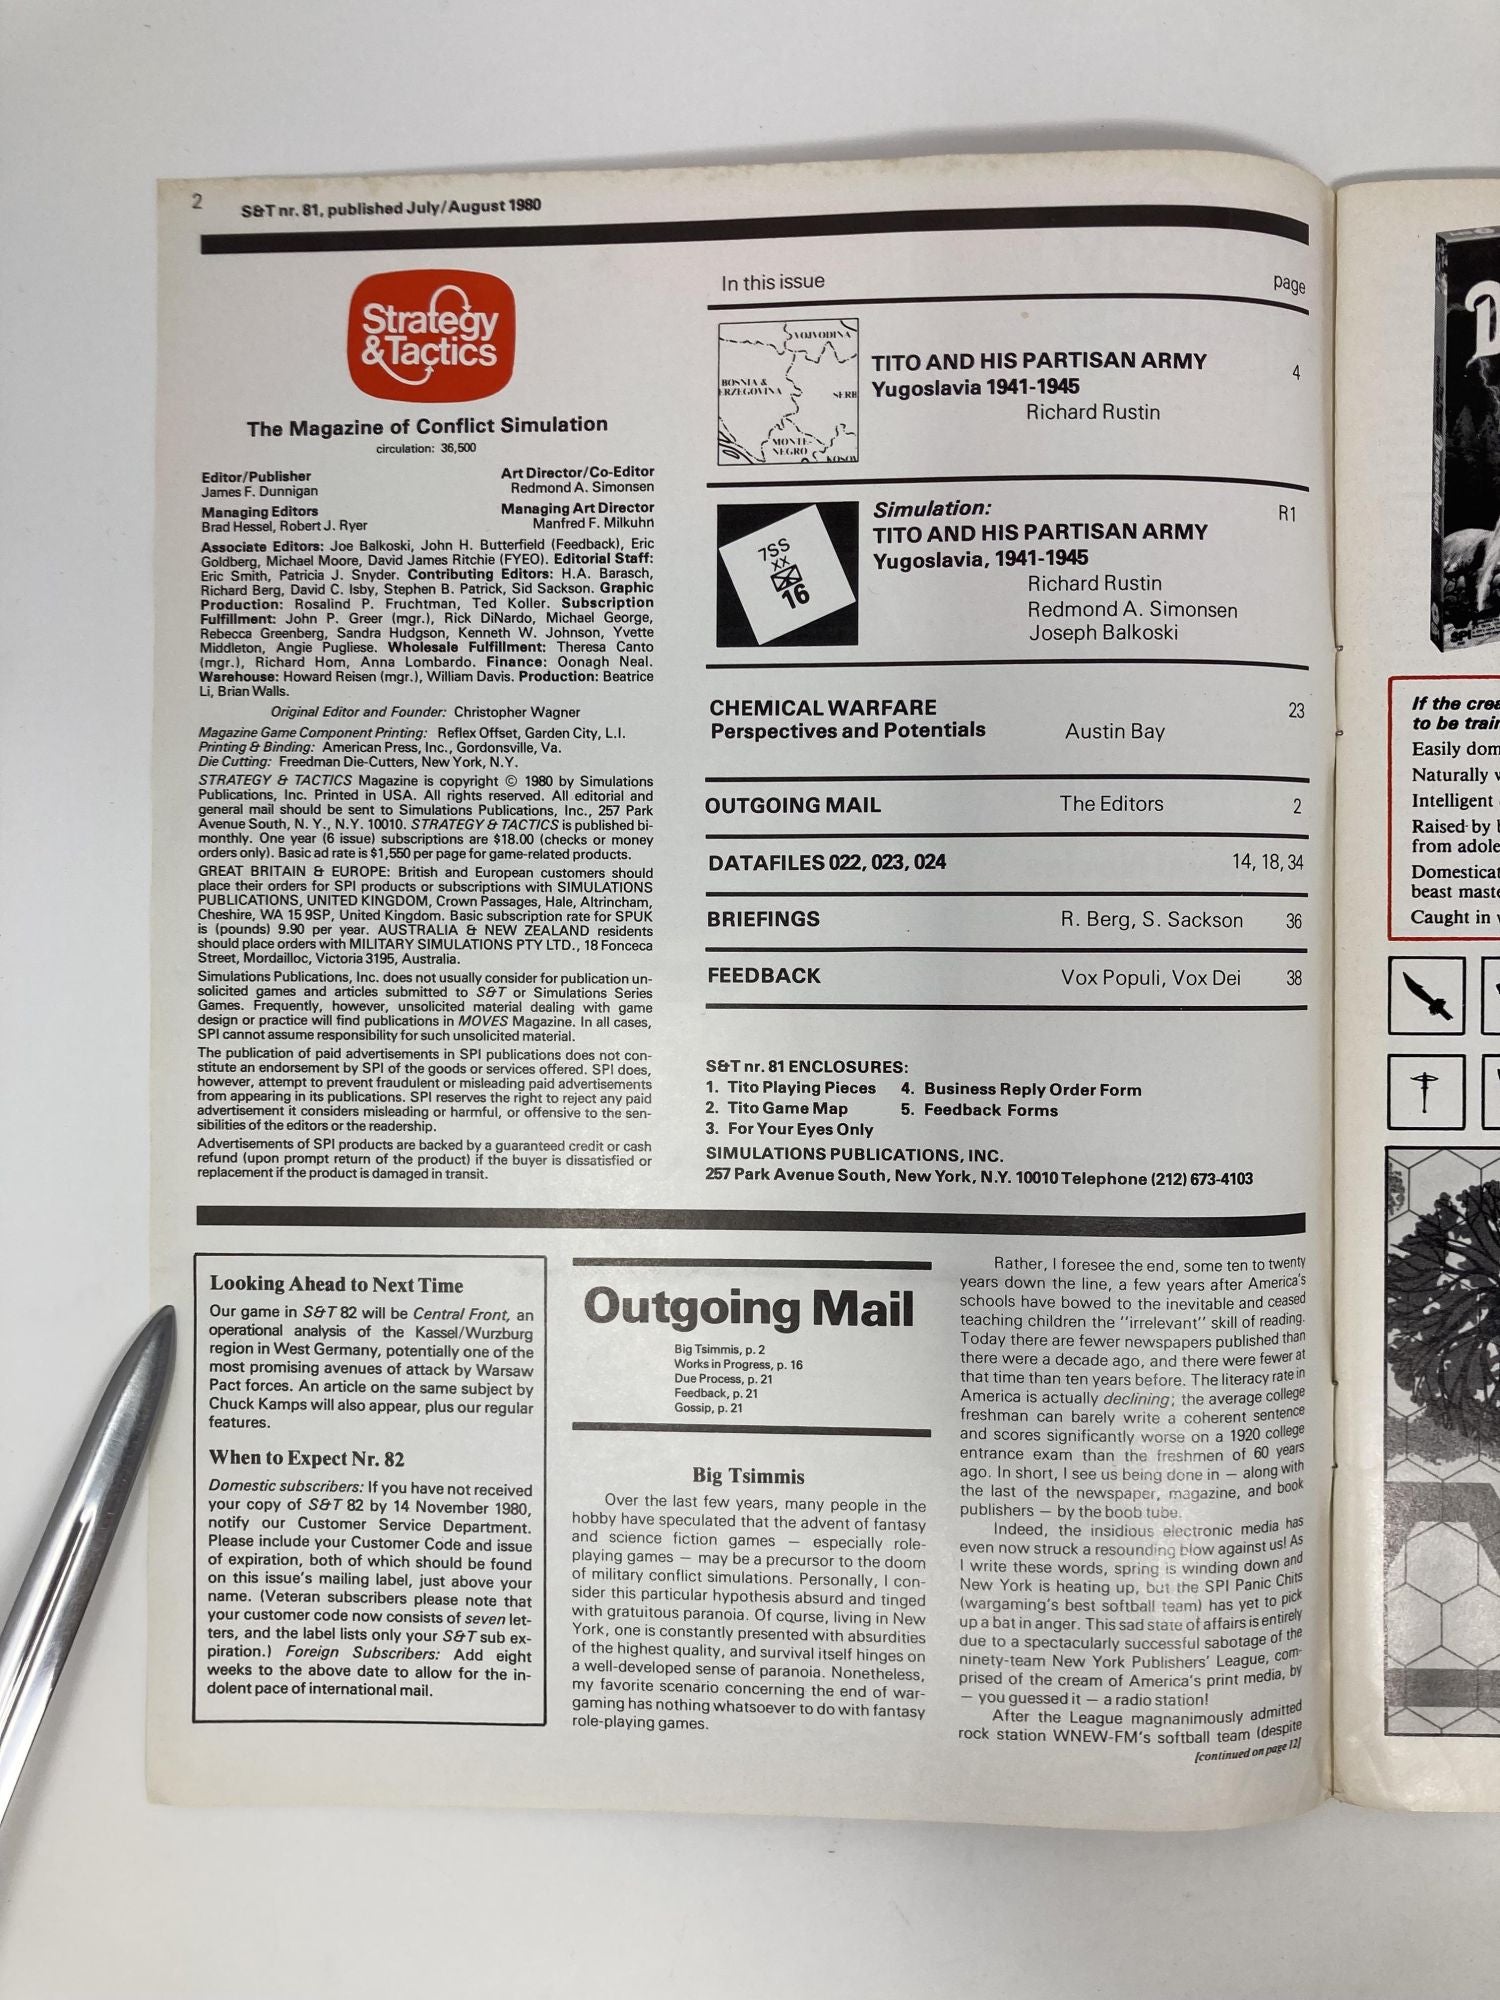 2
S&T nr. 81, published July/August 1980
Strategy
&Tactics
The Magazine of Conflict Simulation
circulation: 36,500
Editor/Publisher
James F. Dunnigan
Art Director/Co-Editor
Redmond A. Simonsen
Managing Editors
Brad Hessel, Robert J. Ryer
Managing Art Director
Manfred F. Milkuhn
Associate Editors: Joe Balkoski, John H. Butterfield (Feedback), Eric
Goldberg, Michael Moore, David James Ritchie (FYEO). Editorial Staff:
Eric Smith, Patricia J. Snyder. Contributing Editors: H.A. Barasch,
Richard Berg, David C. Isby, Stephen B. Patrick, Sid Sackson. Graphic
Production: Rosalind P. Fruchtman, Ted Koller. Subscription
Fulfillment: John P. Greer (mgr.), Rick DiNardo, Michael George,
Rebecca Greenberg, Sandra Hudgson, Kenneth W. Johnson, Yvette
Middleton, Angie Pugliese. Wholesale Fulfillment: Theresa Canto
(mgr.), Richard Hom, Anna Lombardo. Finance: Oonagh Neal.
Warehouse: Howard Reisen (mgr.), William Davis. Production: Beatrice
Li, Brian Walls.
Original Editor and Founder: Christopher Wagner
Magazine Game Component Printing: Reflex Offset, Garden City, L.I.
Printing & Binding: American Press, Inc., Gordonsville, Va.
Die Cutting: Freedman Die-Cutters, New York, N.Y.
STRATEGY & TACTICS Magazine is copyright © 1980 by Simulations
Publications, Inc. Printed in USA. All rights reserved. All editorial and
general mail should be sent to Simulations Publications, Inc., 257 Park
Avenue South, N. Y., N.Y. 10010. STRATEGY & TACTICS is published bi-
monthly. One year (6 issue) subscriptions are $18.00 (checks or money
orders only). Basic ad rate is $1,550 per page for game-related products.
GREAT BRITAIN & EUROPE: British and European customers should
place their orders for SPI products or subscriptions with SIMULATIONS
PUBLICATIONS, UNITED KINGDOM, Crown Passages, Hale, Altrincham,
Cheshire, WA 15 9SP, United Kingdom. Basic subscription rate for SPUK
is (pounds) 9.90 per year. AUSTRALIA & NEW ZEALAND residents
should place orders with MILITARY SIMULATIONS PTY LTD., 18 Fonceca
Street, Mordailloc, Victoria 3195, Australia.
Simulations Publications, Inc. does not usually consider for publication un-
solicited games and articles submitted to S&T or Simulations Series
Games. Frequently, however, unsolicited material dealing with game
design or practice will find publications in MOVES Magazine. In all cases,
SPI cannot assume responsibility for such unsolicited material.
The publication of paid advertisements in SPI publications does not con-
stitute an endorsement by SPI of the goods or services offered. SPI does,
however, attempt to prevent fraudulent or misleading paid advertisements
from appearing in its publications. SPI reserves the right to reject any paid
advertisement it considers misleading or harmful, or offensive to the sen-
sibilities of the editors or the readership.
Advertisements of SPI products are backed by a guaranteed credit or cash
refund (upon prompt return of the product) if the buyer is dissatisfied or
replacement if the product is damaged in transit.
In this issue page
VOJVODINA
BOSNIA &
ERZEGOVINA
SERB
MONTE-
NEGRO
KOSOV
TITO AND HIS PARTISAN ARMY
Yugoslavia 1941-1945
Richard Rustin
4
7SS
XX
16
Simulation:
TITO AND HIS PARTISAN ARMY
Yugoslavia, 1941-1945
Richard Rustin
Redmond A. Simonsen
Joseph Balkoski
R1
CHEMICAL WARFARE
Perspectives and Potentials Austin Bay 23
OUTGOING MAIL The Editors 2
DATAFILES 022, 023, 024 14, 18, 34
BRIEFINGS R. Berg, S. Sackson 36
FEEDBACK Vox Populi, Vox Dei 38
S&T nr. 81 ENCLOSURES:
1. Tito Playing Pieces 4. Business Reply Order Form
2. Tito Game Map 5. Feedback Forms
3. For Your Eyes Only
SIMULATIONS PUBLICATIONS, INC.
257 Park Avenue South, New York, N.Y. 10010 Telephone (212) 673-4103
Looking Ahead to Next Time
Our game in S&T 82 will be Central Front, an
operational analysis of the Kassel/Wurzburg
region in West Germany, potentially one of the
most promising avenues of attack by Warsaw
Pact forces. An article on the same subject by
Chuck Kamps will also appear, plus our regular
features.
When to Expect Nr. 82
Domestic subscribers: If you have not received
your copy of S&T 82 by 14 November 1980,
notify our Customer Service Department.
Please include your Customer Code and issue
of expiration, both of which should be found
on this issue's mailing label, just above your
name. (Veteran subscribers please note that
your customer code now consists of seven let-
ters, and the label lists only your S&T sub ex-
piration.) Foreign Subscribers: Add eight
weeks to the above date to allow for the in-
dolent pace of international mail.
Outgoing Mail
Big Tsimmis, p. 2
Works in Progress, p. 16
Due Process, p. 21
Feedback, p. 21
Gossip, p. 21
Big Tsimmis
Over the last few years, many people in the
hobby have speculated that the advent of fantasy
and science fiction games — especially role-
playing games — may be a precursor to the doom
of military conflict simulations. Personally, I con-
sider this particular hypothesis absurd and tinged
with gratuitous paranoia. Of course, living in New
York, one is constantly presented with absurdities
of the highest quality, and survival itself hinges on
a well-developed sense of paranoia. Nonetheless,
my favorite scenario concerning the end of war-
gaming has nothing whatsoever to do with fantasy
role-playing games.
Rather, I foresee the end, some ten to twenty
years down the line, a few years after America's
schools have bowed to the inevitable and ceased
teaching children the "irrelevant" skill of reading.
Today there are fewer newspapers published than
there were a decade ago, and there were fewer at
that time than ten years before. The literacy rate in
America is actually declining; the average college
freshman can barely write a coherent sentence
and scores significantly worse on a 1920 college
entrance exam than the freshmen of 60 years
ago. In short, I see us being done in — along with
the last of the newspaper, magazine, and book
publishers — by the boob tube.
Indeed, the insidious electronic media has
even now struck a resounding blow against us! As
I write these words, spring is winding down and
New York is heating up, but the SPI Panic Chits
(wargaming's best softball team) has yet to pick
up a bat in anger. This sad state of affairs is entirely
due to a spectacularly successful sabotage of the
ninety-team New York Publishers' League, com-
prised of the cream of America's print media, by
— you guessed it — a radio station!
After the League magnanimously admitted
rock station WNEW-FM's softball team (despite
[continued on page 12]
SPI
If the crea
to be train
Easily dom
Naturally
Intelligent
Raised by
from adole
Domesticat
beast maste
Caught in